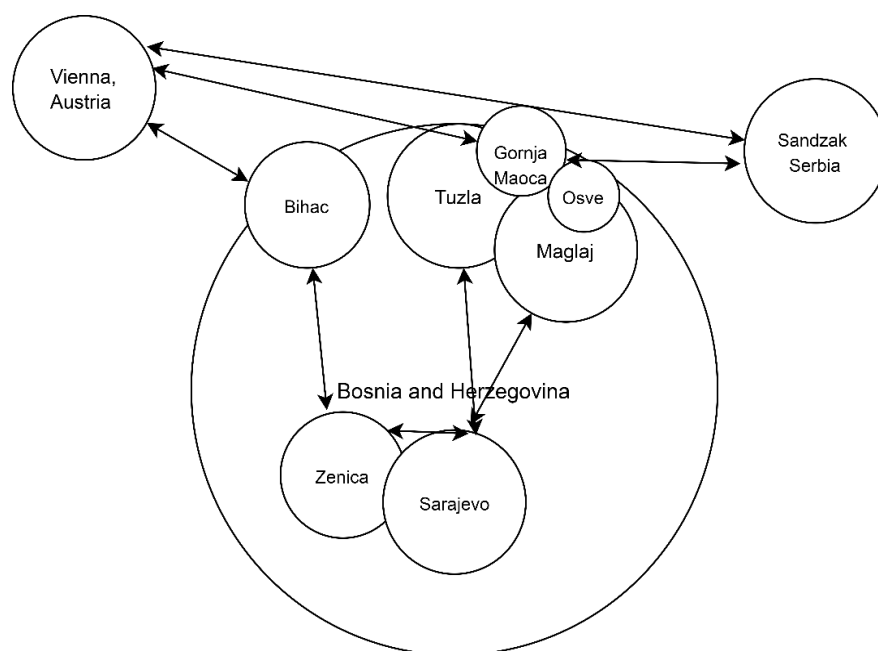 Vienna,
Austria
Sandzak
Serbia
Gornja
Maoca
Tuzla
Osve
Bihac
Maglaj
Bosnia and Herzegovina
Zenica
Sarajevo